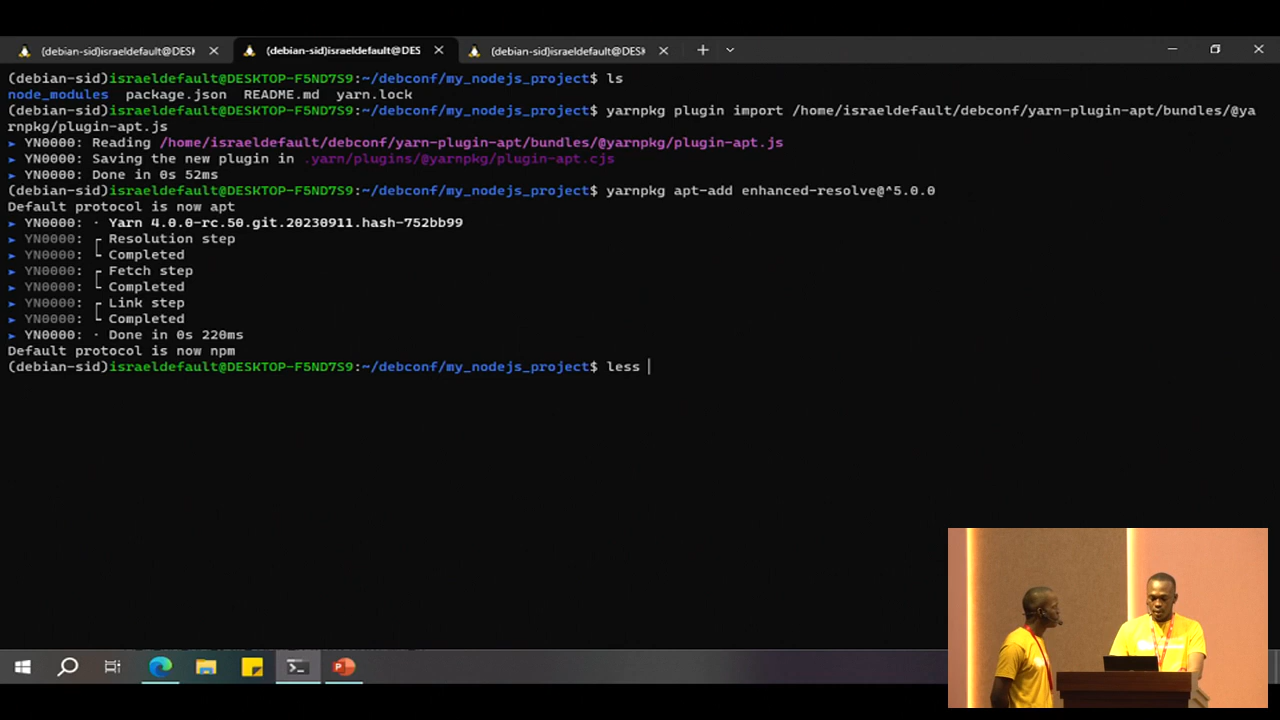 (debian-sid)israeldefault@DESK
(debian-sid)israeldefault@DES
(debian-sid)israeldefault@DESK
(debian-sid)israeldefault@DESKTOP-F5ND7S9:~/debconf/my_nodejs_project$ ls
node_modules package.json README.md yarn.lock
(debian-sid)israeldefault@DESKTOP-F5ND7S9:~/debconf/my_nodejs_project$ yarnpkg plugin import /home/israeldefault/debconf/yarn-plugin-apt/bundles/@ya
rnpkg/plugin-apt.js
➤ YN0000: Reading /home/israeldefault/debconf/yarn-plugin-apt/bundles/@yarnpkg/plugin-apt.js
➤ YN0000: Saving the new plugin in .yarn/plugins/@yarnpkg/plugin-apt.cjs
➤ YN0000: Done in 0s 52ms
(debian-sid)israeldefault@DESKTOP-F5ND7S9:~/debconf/my_nodejs_project$ yarnpkg apt-add enhanced-resolve@^5.0.0
Default protocol is now apt
➤ YN0000: · Yarn 4.0.0-rc.50.git.20230911.hash-752bb99
➤ YN0000: ┌ Resolution step
➤ YN0000: └ Completed
➤ YN0000: ┌ Fetch step
➤ YN0000: └ Completed
➤ YN0000: ┌ Link step
➤ YN0000: └ Completed
➤ YN0000: · Done in 0s 220ms
Default protocol is now npm
(debian-sid)israeldefault@DESKTOP-F5ND7S9:~/debconf/my_nodejs_project$ less